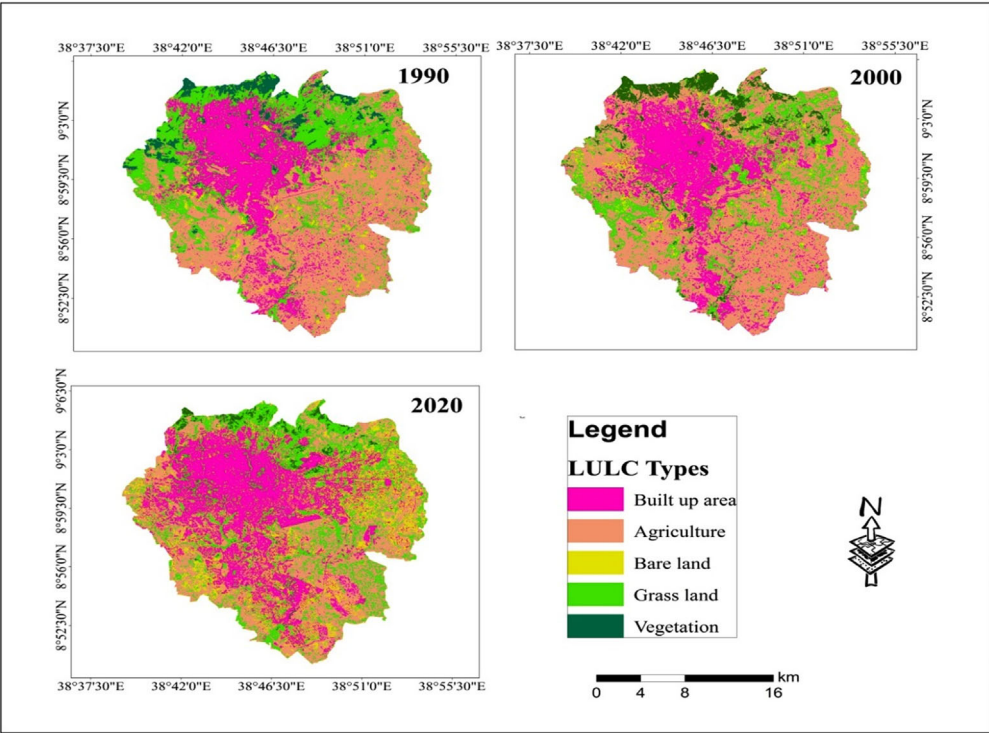 38°37'30"E 38°42'0"E 38°46'30"E 38°51'0"E 38°55'30"E 38°37'30"E 38°42'0"E 38°46'30"E 38°51'0"E 38°55'30"E
1990
2000
9°3'0"N
8°59'30"N
8°56'0"N
8°52'30"N
9°3'0"N
8°59'30"N
8°56'0"N
8°52'30"N
9°6'30"N
9°3'0"N
8°59'30"N
8°56'0"N
8°52'30"N
2020
38°37'30"E 38°42'0"E 38°46'30"E 38°51'0"E 38°55'30"E
Legend
LULC Types
Built up area
Agriculture
Bare land
Grass land
Vegetation
N
km
0 4 8 16